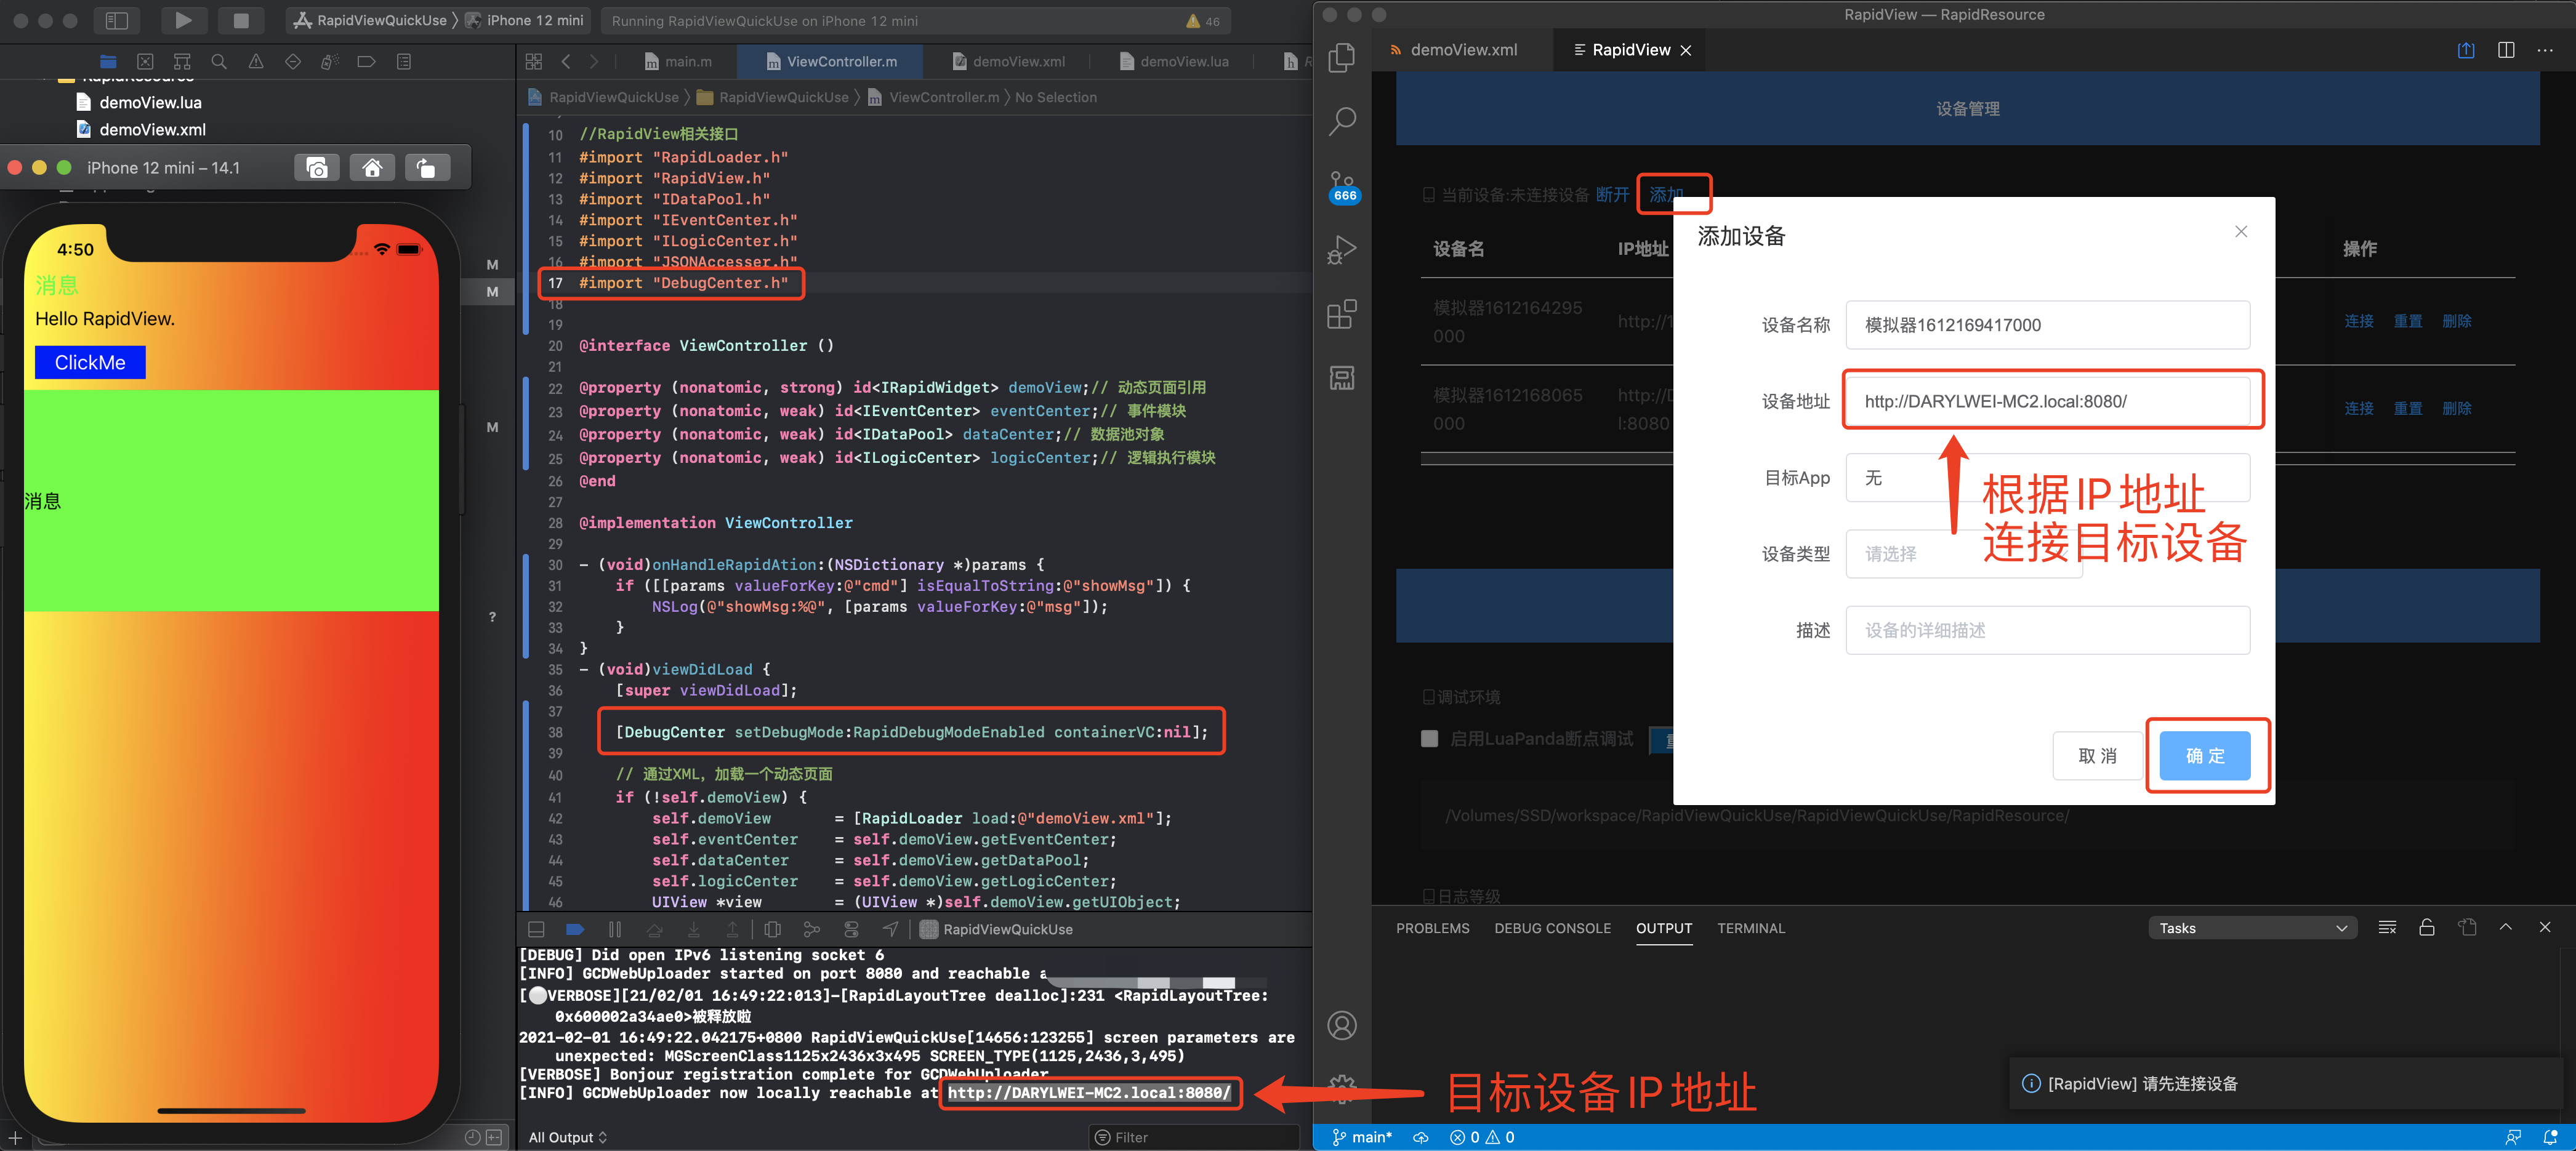 RapidViewQuickUse 〉 iPhone 12 mini
Running RapidViewQuickUse on iPhone 12 mini
46
RapidResource
demoView.lua
demoView.xml
M
M
M
?
iPhone 12 mini – 14.1
4:50
消息
Hello RapidView.
ClickMe
消息
main.m
ViewController.m
demoView.xml
demoView.lua
RapidViewQuickUse 〉 RapidViewQuickUse 〉 ViewController.m 〉 No Selection
10 //RapidView相关接口
11 #import "RapidLoader.h"
12 #import "RapidView.h"
13 #import "IDataPool.h"
14 #import "IEventCenter.h"
15 #import "ILogicCenter.h"
16 #import "JSONAccesser.h"
17 #import "DebugCenter.h"
18
19
20 @interface ViewController ()
21
22 @property (nonatomic, strong) id<IRapidWidget> demoView;// 动态页面引用
23 @property (nonatomic, weak) id<IEventCenter> eventCenter;// 事件模块
24 @property (nonatomic, weak) id<IDataPool> dataCenter;// 数据池对象
25 @property (nonatomic, weak) id<ILogicCenter> logicCenter;// 逻辑执行模块
26 @end
27
28 @implementation ViewController
29
30 - (void)onHandleRapidAtion:(NSDictionary *)params {
31 if ([[params valueForKey:@"cmd"] isEqualToString:@"showMsg"]) {
32 NSLog(@"showMsg:%@", [params valueForKey:@"msg"]);
33 }
34 }
35 - (void)viewDidLoad {
36 [super viewDidLoad];
37
38 [DebugCenter setDebugMode:RapidDebugModeEnabled containerVC:nil];
39
40 // 通过XML，加载一个动态页面
41 if (!self.demoView) {
42 self.demoView = [RapidLoader load:@"demoView.xml"];
43 self.eventCenter = self.demoView.getEventCenter;
44 self.dataCenter = self.demoView.getDataPool;
45 self.logicCenter = self.demoView.getLogicCenter;
46 UIView *view = (UIView *)self.demoView.getUIObject;
RapidViewQuickUse
[DEBUG] Did open IPv6 listening socket 6
[INFO] GCDWebUploader started on port 8080 and reachable a
[⚪VERBOSE][21/02/01 16:49:22:013]-[RapidLayoutTree dealloc]:231 <RapidLayoutTree:
0x600002a34ae0>被释放啦
2021-02-01 16:49:22.042175+0800 RapidViewQuickUse[14656:123255] screen parameters are
unexpected: MGScreenClass1125x2436x3x495 SCREEN_TYPE(1125,2436,3,495)
[VERBOSE] Bonjour registration complete for GCDWebUploader
[INFO] GCDWebUploader now locally reachable at http://DARYLWEI-MC2.local:8080/
All Output
Filter
目标设备IP地址
RapidView — RapidResource
demoView.xml
RapidView
666
设备管理
当前设备:未连接设备 断开 添加
设备名 IP地址 操作
模拟器1612164295
000
http://1
连接 重置 删除
模拟器1612168065
000
l:8080
连接 重置 删除
添加设备
设备名称 模拟器1612169417000
设备地址 http://DARYLWEI-MC2.local:8080/
目标App 无
根据IP地址
连接目标设备
设备类型 请选择
描述 设备的详细描述
取 消 确 定
调试环境
启用LuaPanda断点调试
/Volumes/SSD/workspace/RapidViewQuickUse/RapidViewQuickUse/RapidResource/
日志等级
PROBLEMS DEBUG CONSOLE OUTPUT TERMINAL
Tasks
[RapidView] 请先连接设备
main* 0 0